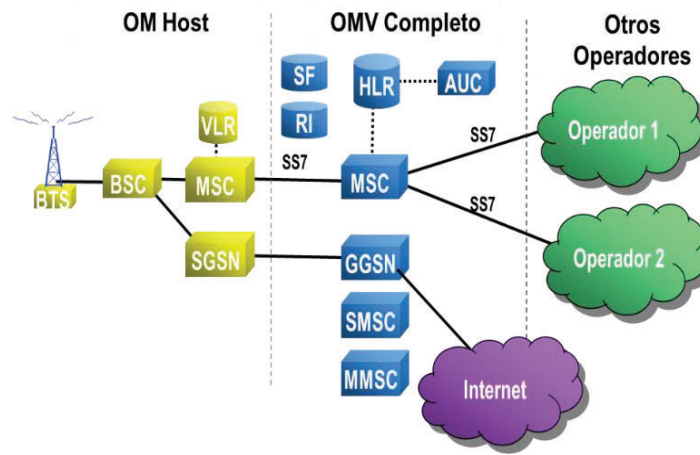 OM Host
OMV Completo
Otros
Operadores
SF
HLR
AUC
VLR
RI
SS7
Operador 1
BTS
BSC
MSC
SS7
MSC
SS7
SGSN
GGSN
Operador 2
SMSC
MMSC
Internet